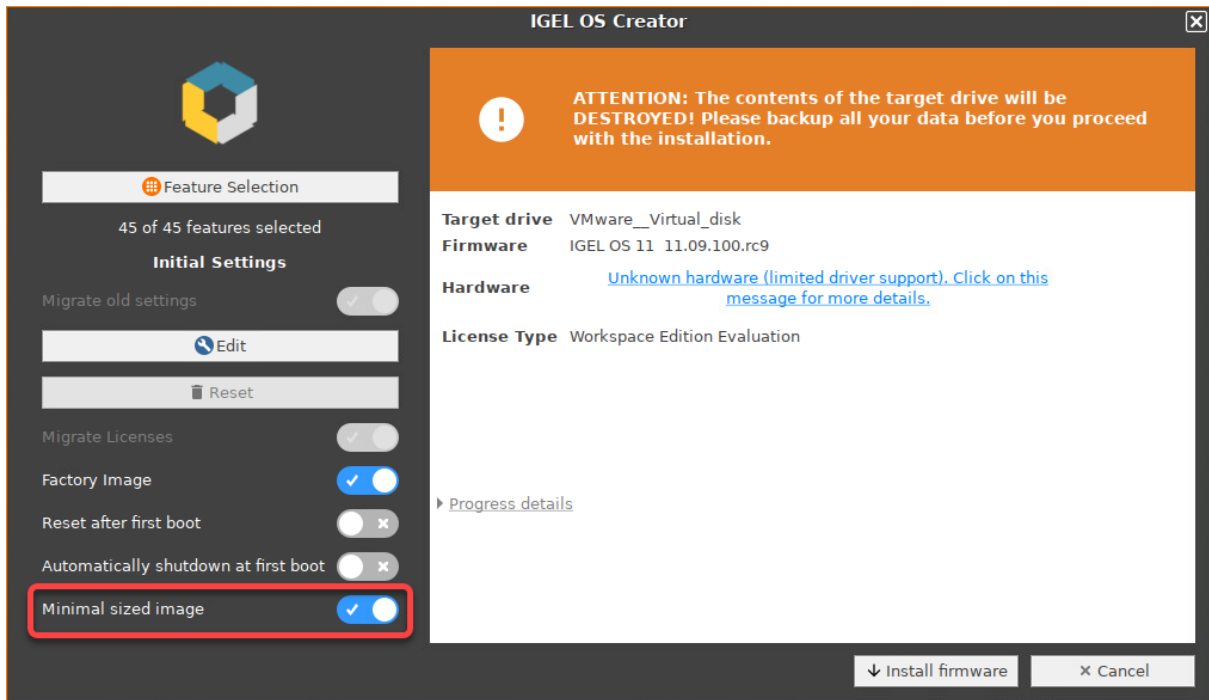 IGEL OS Creator
Feature Selection
45 of 45 features selected
Initial Settings
Migrate old settings
Edit
Reset
Migrate Licenses
Factory Image
Reset after first boot
Automatically shutdown at first boot
Minimal sized image
ATTENTION: The contents of the target drive will be
DESTROYED! Please backup all your data before you proceed
with the installation.
Target drive VMware__Virtual_disk
Firmware IGEL OS 11 11.09.100.rc9
Hardware Unknown hardware (limited driver support). Click on this
message for more details.
License Type Workspace Edition Evaluation
Progress details
Install firmware
Cancel